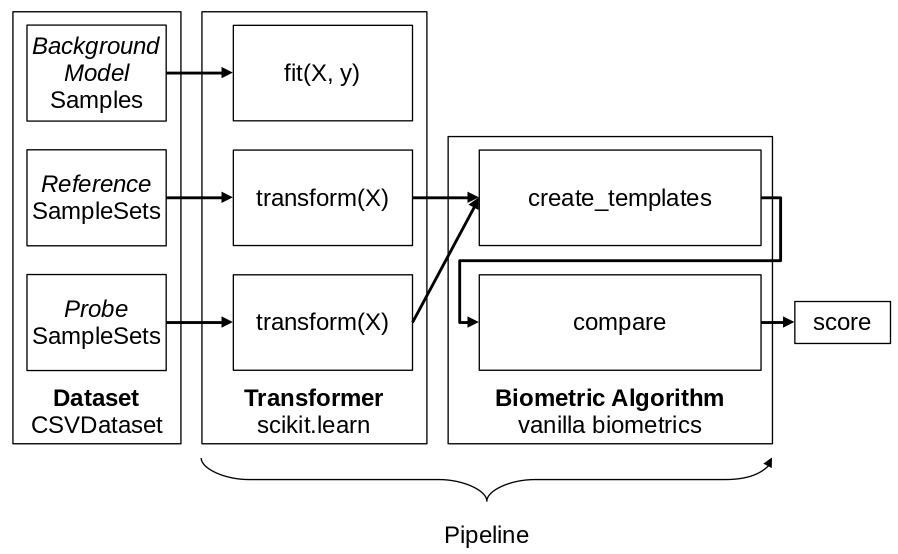 Background
Model
Samples
fit(X, y)
Reference
SampleSets
transform(X)
create_templates
Probe
SampleSets
transform(X)
compare
score
Dataset
CSVDataset
Transformer
scikit.learn
Biometric Algorithm
vanilla biometrics
Pipeline